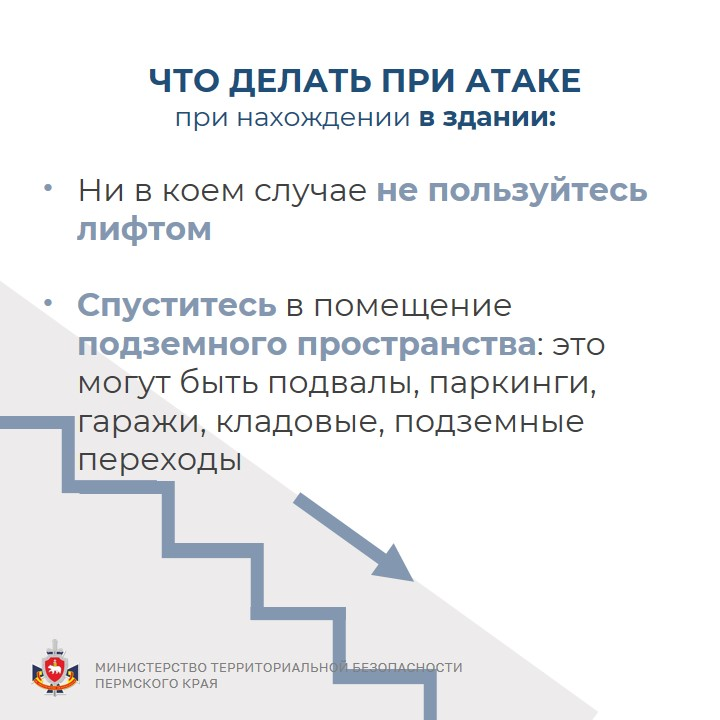 ЧТО ДЕЛАТЬ ПРИ АТАКЕ
при нахождении в здании:
• Ни в коем случае не пользуйтесь
лифтом
• Спуститесь в помещение
подземного пространства: это
могут быть подвалы, паркинги,
гаражи, кладовые, подземные
переходы
МИНИСТЕРСТВО ТЕРРИТОРИАЛЬНОЙ БЕЗОПАСНОСТИ
ПЕРМСКОГО КРАЯ